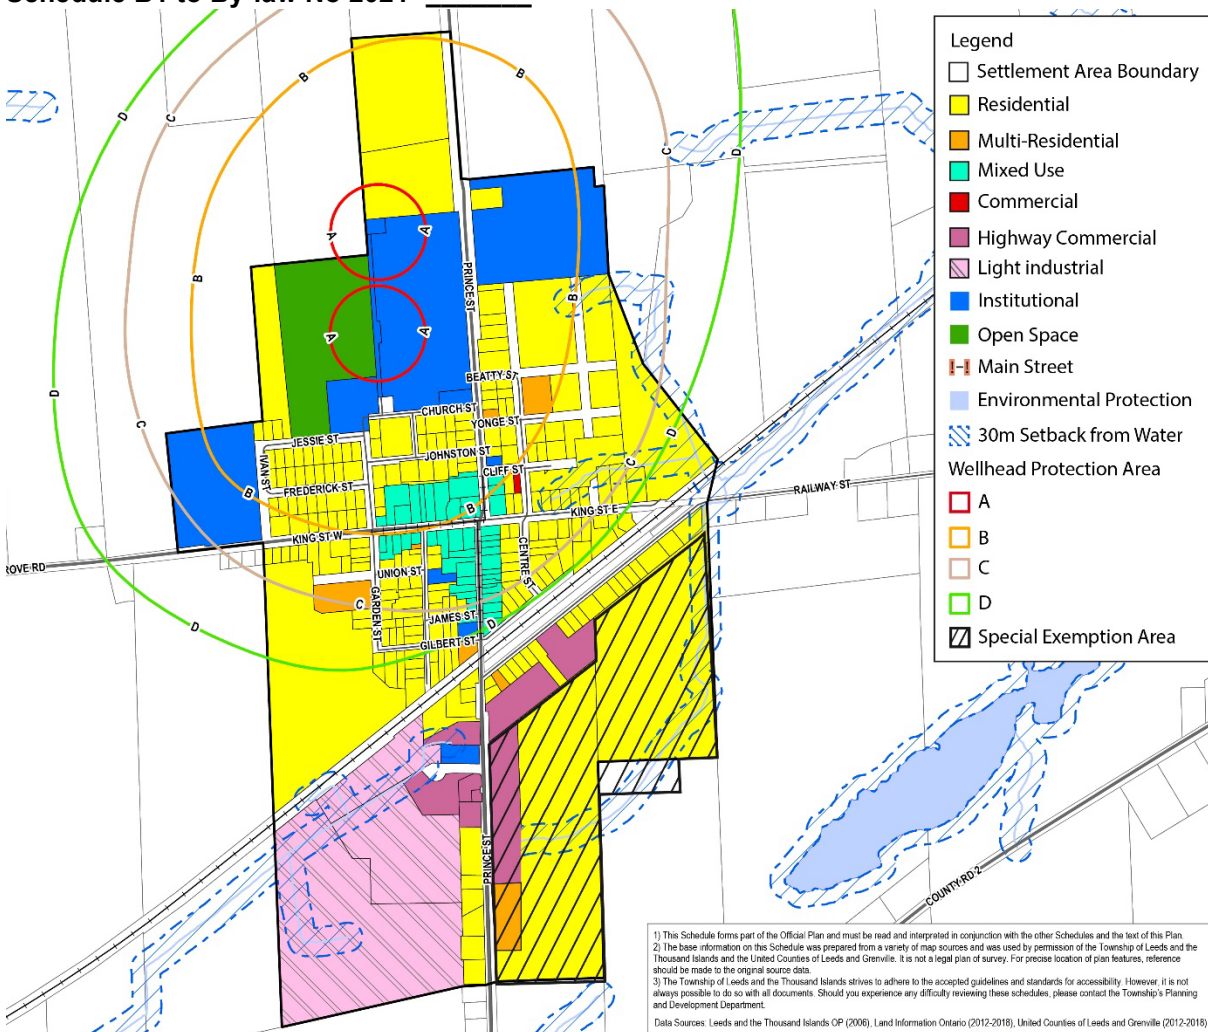 Schedule B1 to By-law No 2021-
Legend
Settlement Area Boundary
Residential
Multi-Residential
Mixed Use
Commercial
Highway Commercial
Light industrial
Institutional
Open Space
Main Street
Environmental Protection
30m Setback from Water
Wellhead Protection Area
A
B
C
D
Special Exemption Area
B
B
D
C
C
D
A
A
B
PRINCE ST
B
A
A
D
BEATTY ST
CHURCH ST
YONGE ST
C
JESSIE ST
JOHNSTON ST
D
IVAN ST
CLIFF ST
C
FREDERICK ST
B
B
RAILWAY ST
KING ST E
KING ST W
ROVE RD
CENTRE ST
UNION ST
GARDEN ST
C
JAMES ST
D
D
GILBERT ST
PRINCE ST
COUNTY RD 2
1) This Schedule forms part of the Official Plan and must be read and interpreted in conjunction with the other Schedules and the text of this Plan.
2) The base information on this Schedule was prepared from a variety of map sources and was used by permission of the Township of Leeds and the
Thousand Islands and the United Counties of Leeds and Grenville. It is not a legal plan of survey. For precise location of plan features, reference
should be made to the original source data.
3) The Township of Leeds and the Thousand Islands strives to adhere to the accepted guidelines and standards for accessibility. However, it is not
always possible to do so with all documents. Should you experience any difficulty reviewing these schedules, please contact the Township's Planning
and Development Department.
Data Sources: Leeds and the Thousand Islands OP (2006), Land Information Ontario (2012-2018), United Counties of Leeds and Grenville (2012-2018)